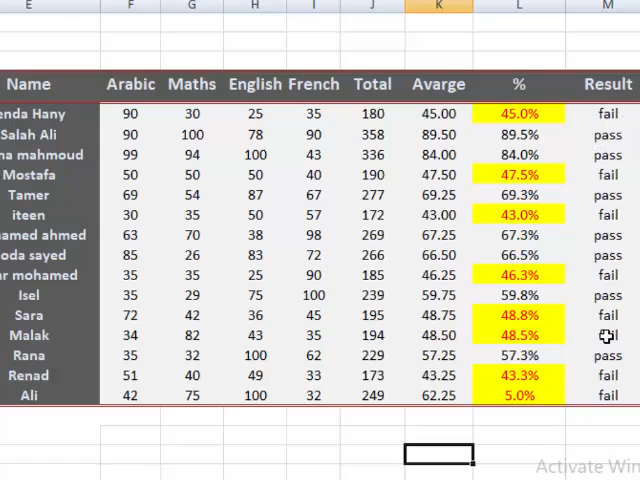 E F G H I J K L M
Name Arabic Maths English French Total Avarge % Result
enda Hany 90 30 25 35 180 45.00 45.0% fail
Salah Ali 90 100 78 90 358 89.50 89.5% pass
na mahmoud 99 94 100 43 336 84.00 84.0% pass
Mostafa 50 50 50 40 190 47.50 47.5% fail
Tamer 69 54 87 67 277 69.25 69.3% pass
iteen 30 35 50 57 172 43.00 43.0% fail
amed ahmed 63 70 38 98 269 67.25 67.3% pass
oda sayed 85 26 83 72 266 66.50 66.5% pass
ar mohamed 35 35 25 90 185 46.25 46.3% fail
Isel 35 29 75 100 239 59.75 59.8% pass
Sara 72 42 36 45 195 48.75 48.8% fail
Malak 34 82 43 35 194 48.50 48.5%
Rana 35 32 100 62 229 57.25 57.3% pass
Renad 51 40 49 33 173 43.25 43.3% fail
Ali 42 75 100 32 249 62.25 5.0% fail
Activate Win